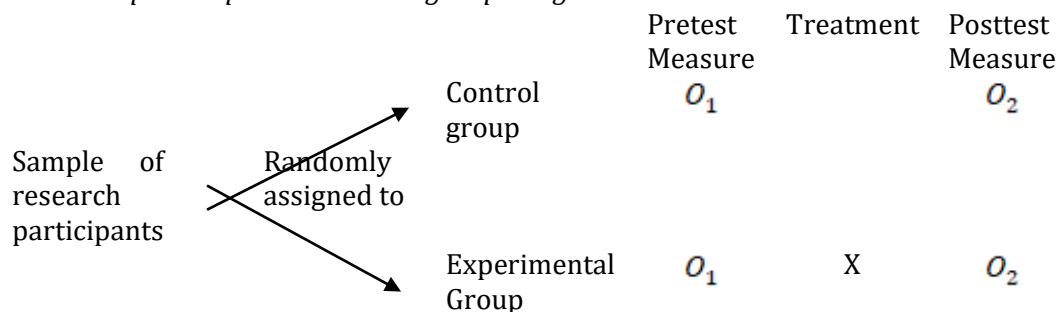 Pretest Treatment Posttest
Measure Measure
Control O₁ O₂
group
Sample of Randomly
research assigned to
participants
Experimental O₁ X O₂
Group